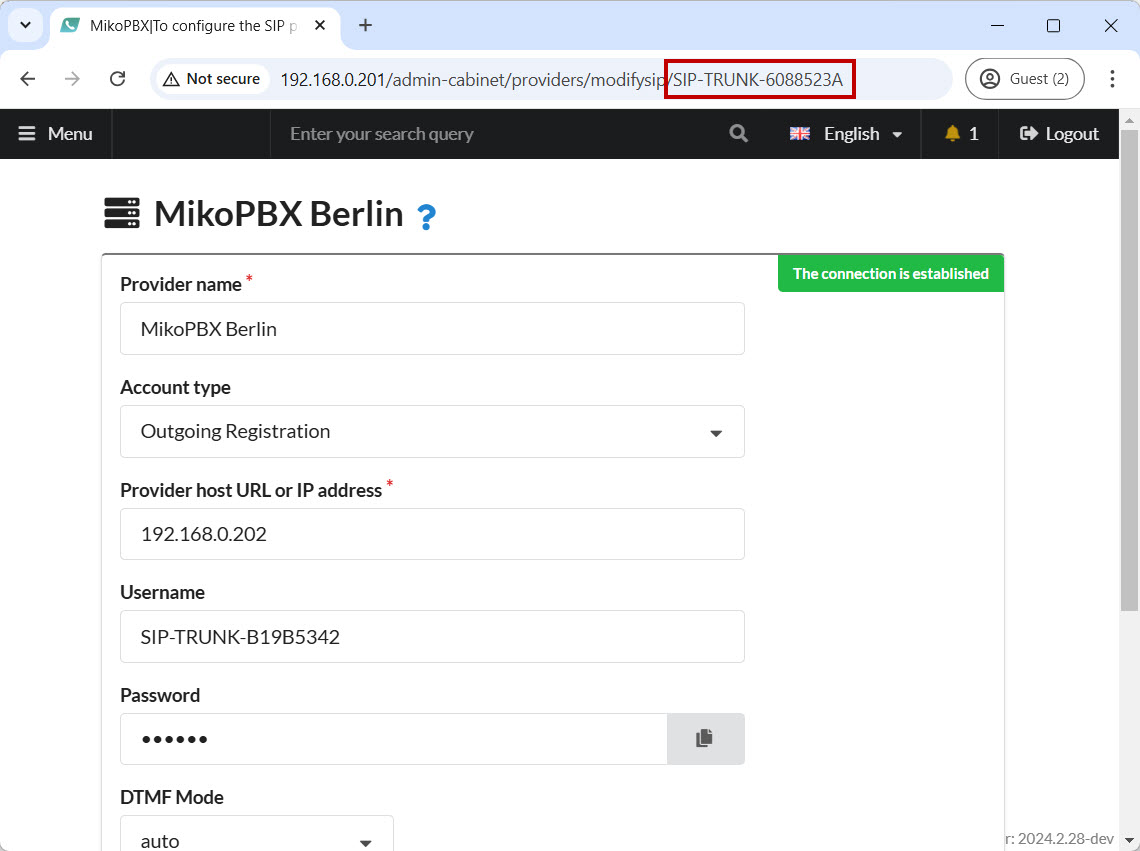 MikoPBX|To configure the SIP p
Not secure 192.168.0.201/admin-cabinet/providers/modifysip/SIP-TRUNK-6088523A Guest (2)
Menu Enter your search query English 1 Logout
MikoPBX Berlin ?
The connection is established
Provider name *
MikoPBX Berlin
Account type
Outgoing Registration
Provider host URL or IP address *
192.168.0.202
Username
SIP-TRUNK-B19B5342
Password
••••••
DTMF Mode
auto
r: 2024.2.28-dev